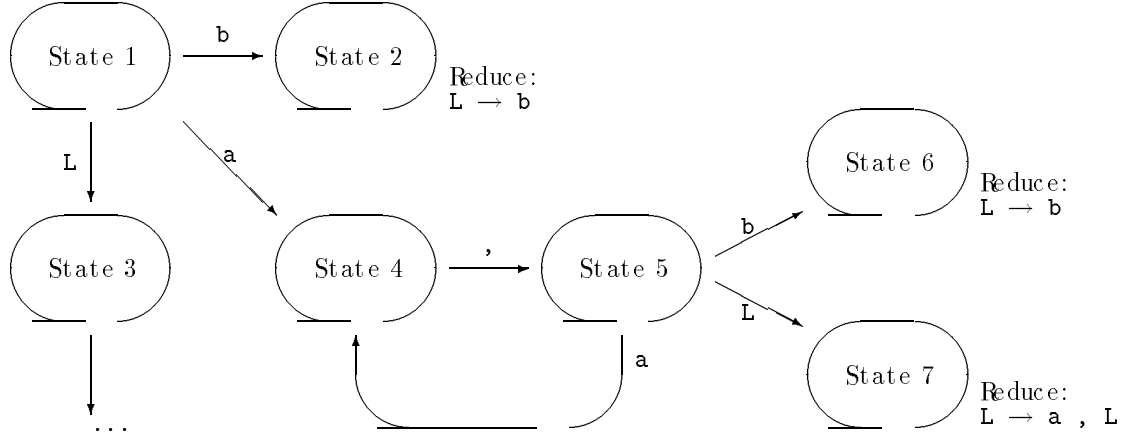 State 1
b
State 2
Reduce:
L → b
L
a
State 6
Reduce:
L → b
State 3
State 4
,
State 5
b
L
a
State 7
Reduce:
L → a , L
...